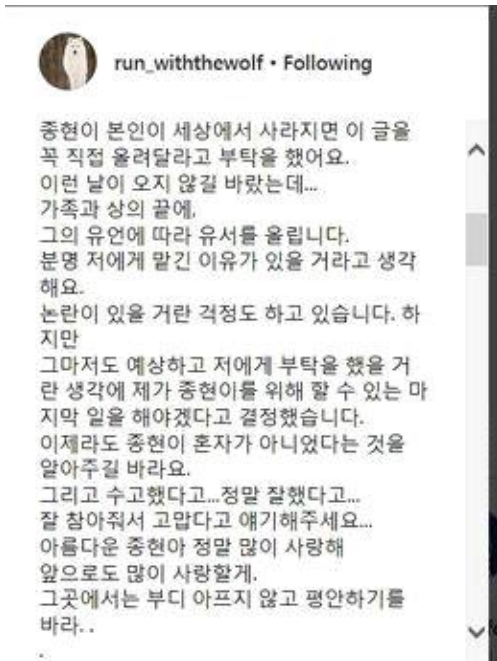 run_withthewolf • Following
종현이 본인이 세상에서 사라지면 이 글을
꼭 직접 올려달라고 부탁을 했어요.
이런 날이 오지 않길 바랐는데...
가족과 상의 끝에,
그의 유언에 따라 유서를 올립니다.
분명 저에게 맡긴 이유가 있을 거라고 생각
해요.
논란이 있을 거란 걱정도 하고 있습니다. 하
지만
그마저도 예상하고 저에게 부탁을 했을 거
란 생각에 제가 종현이를 위해 할 수 있는 마
지막 일을 해야겠다고 결정했습니다.
이제라도 종현이 혼자가 아니었다는 것을
알아주길 바라요.
그리고 수고했다고...정말 잘했다고...
잘 참아줘서 고맙다고 얘기해주세요...
아름다운 종현아 정말 많이 사랑해
앞으로도 많이 사랑할게.
그곳에서는 부디 아프지 않고 평안하기를
바라. .
.